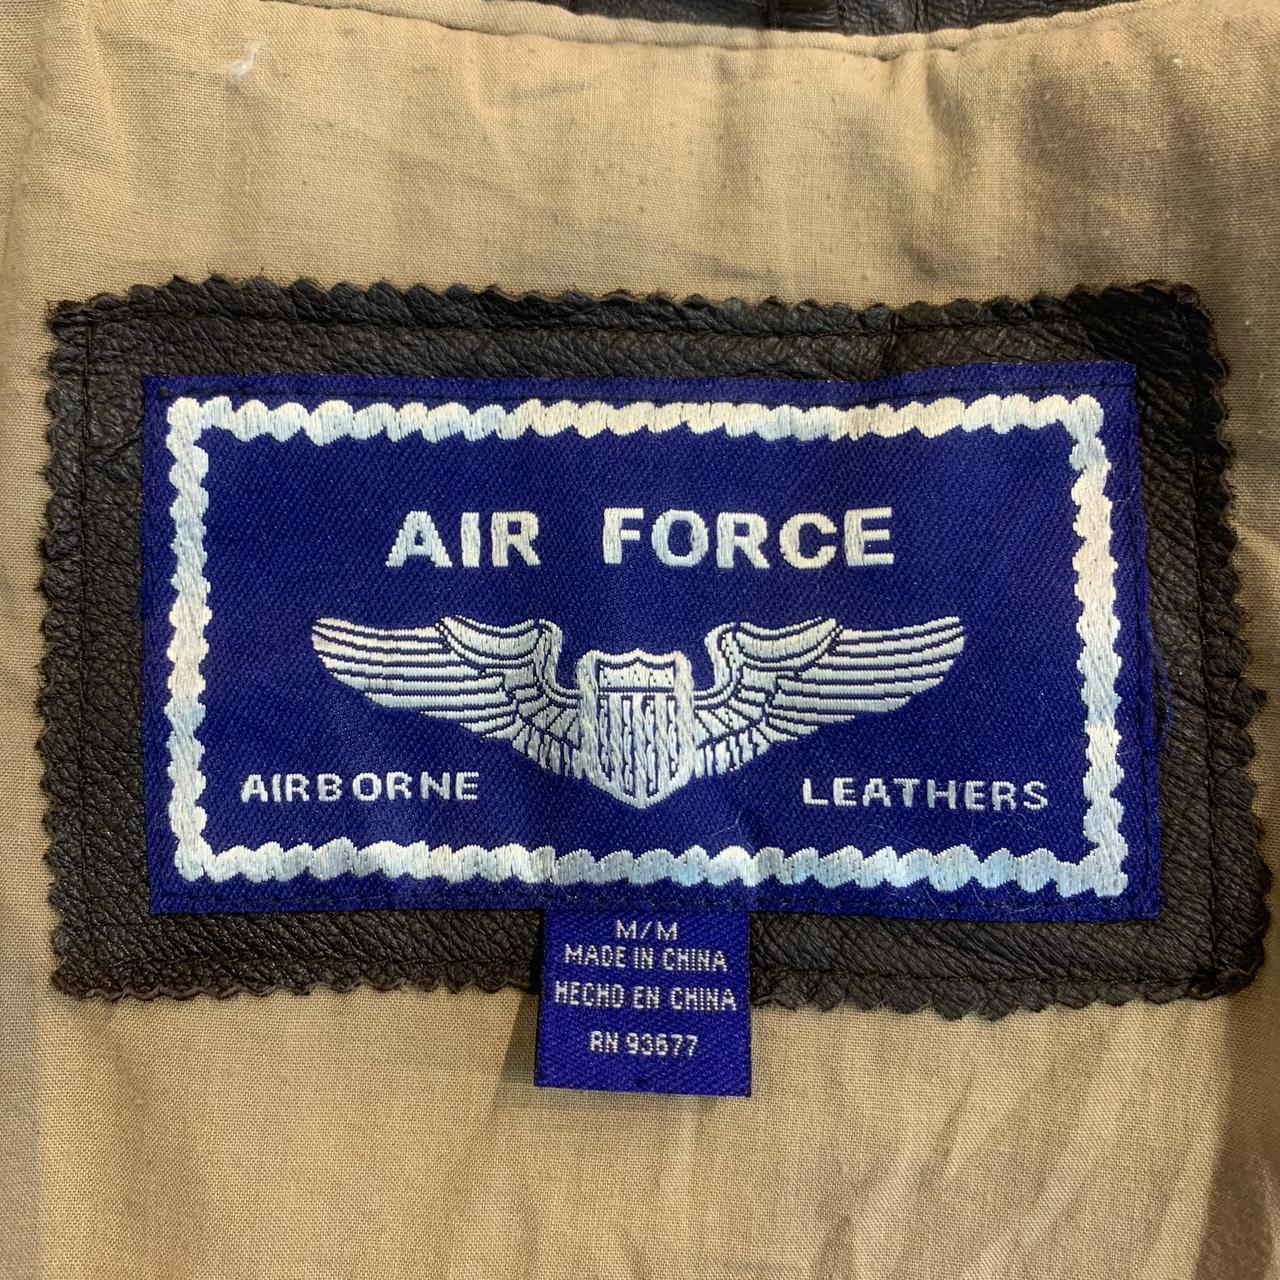 AIR FORCE
AIRBORNE LEATHERS
M/M
MADE IN CHINA
HECHO EN CHINA
RN 93677